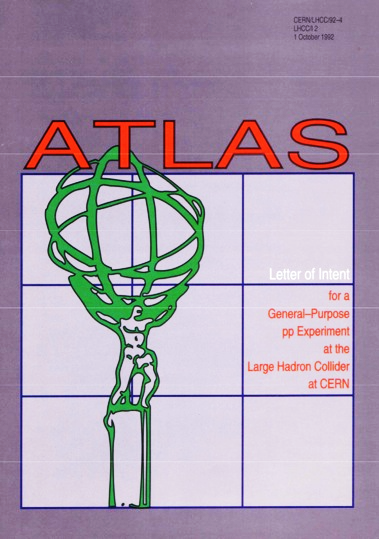 CERN/LHCC/92–4
LHCC/I 2
1 October 1992
ATLAS
Letter of Intent
for a
General–Purpose
pp Experiment
at the
Large Hadron Collider
at CERN